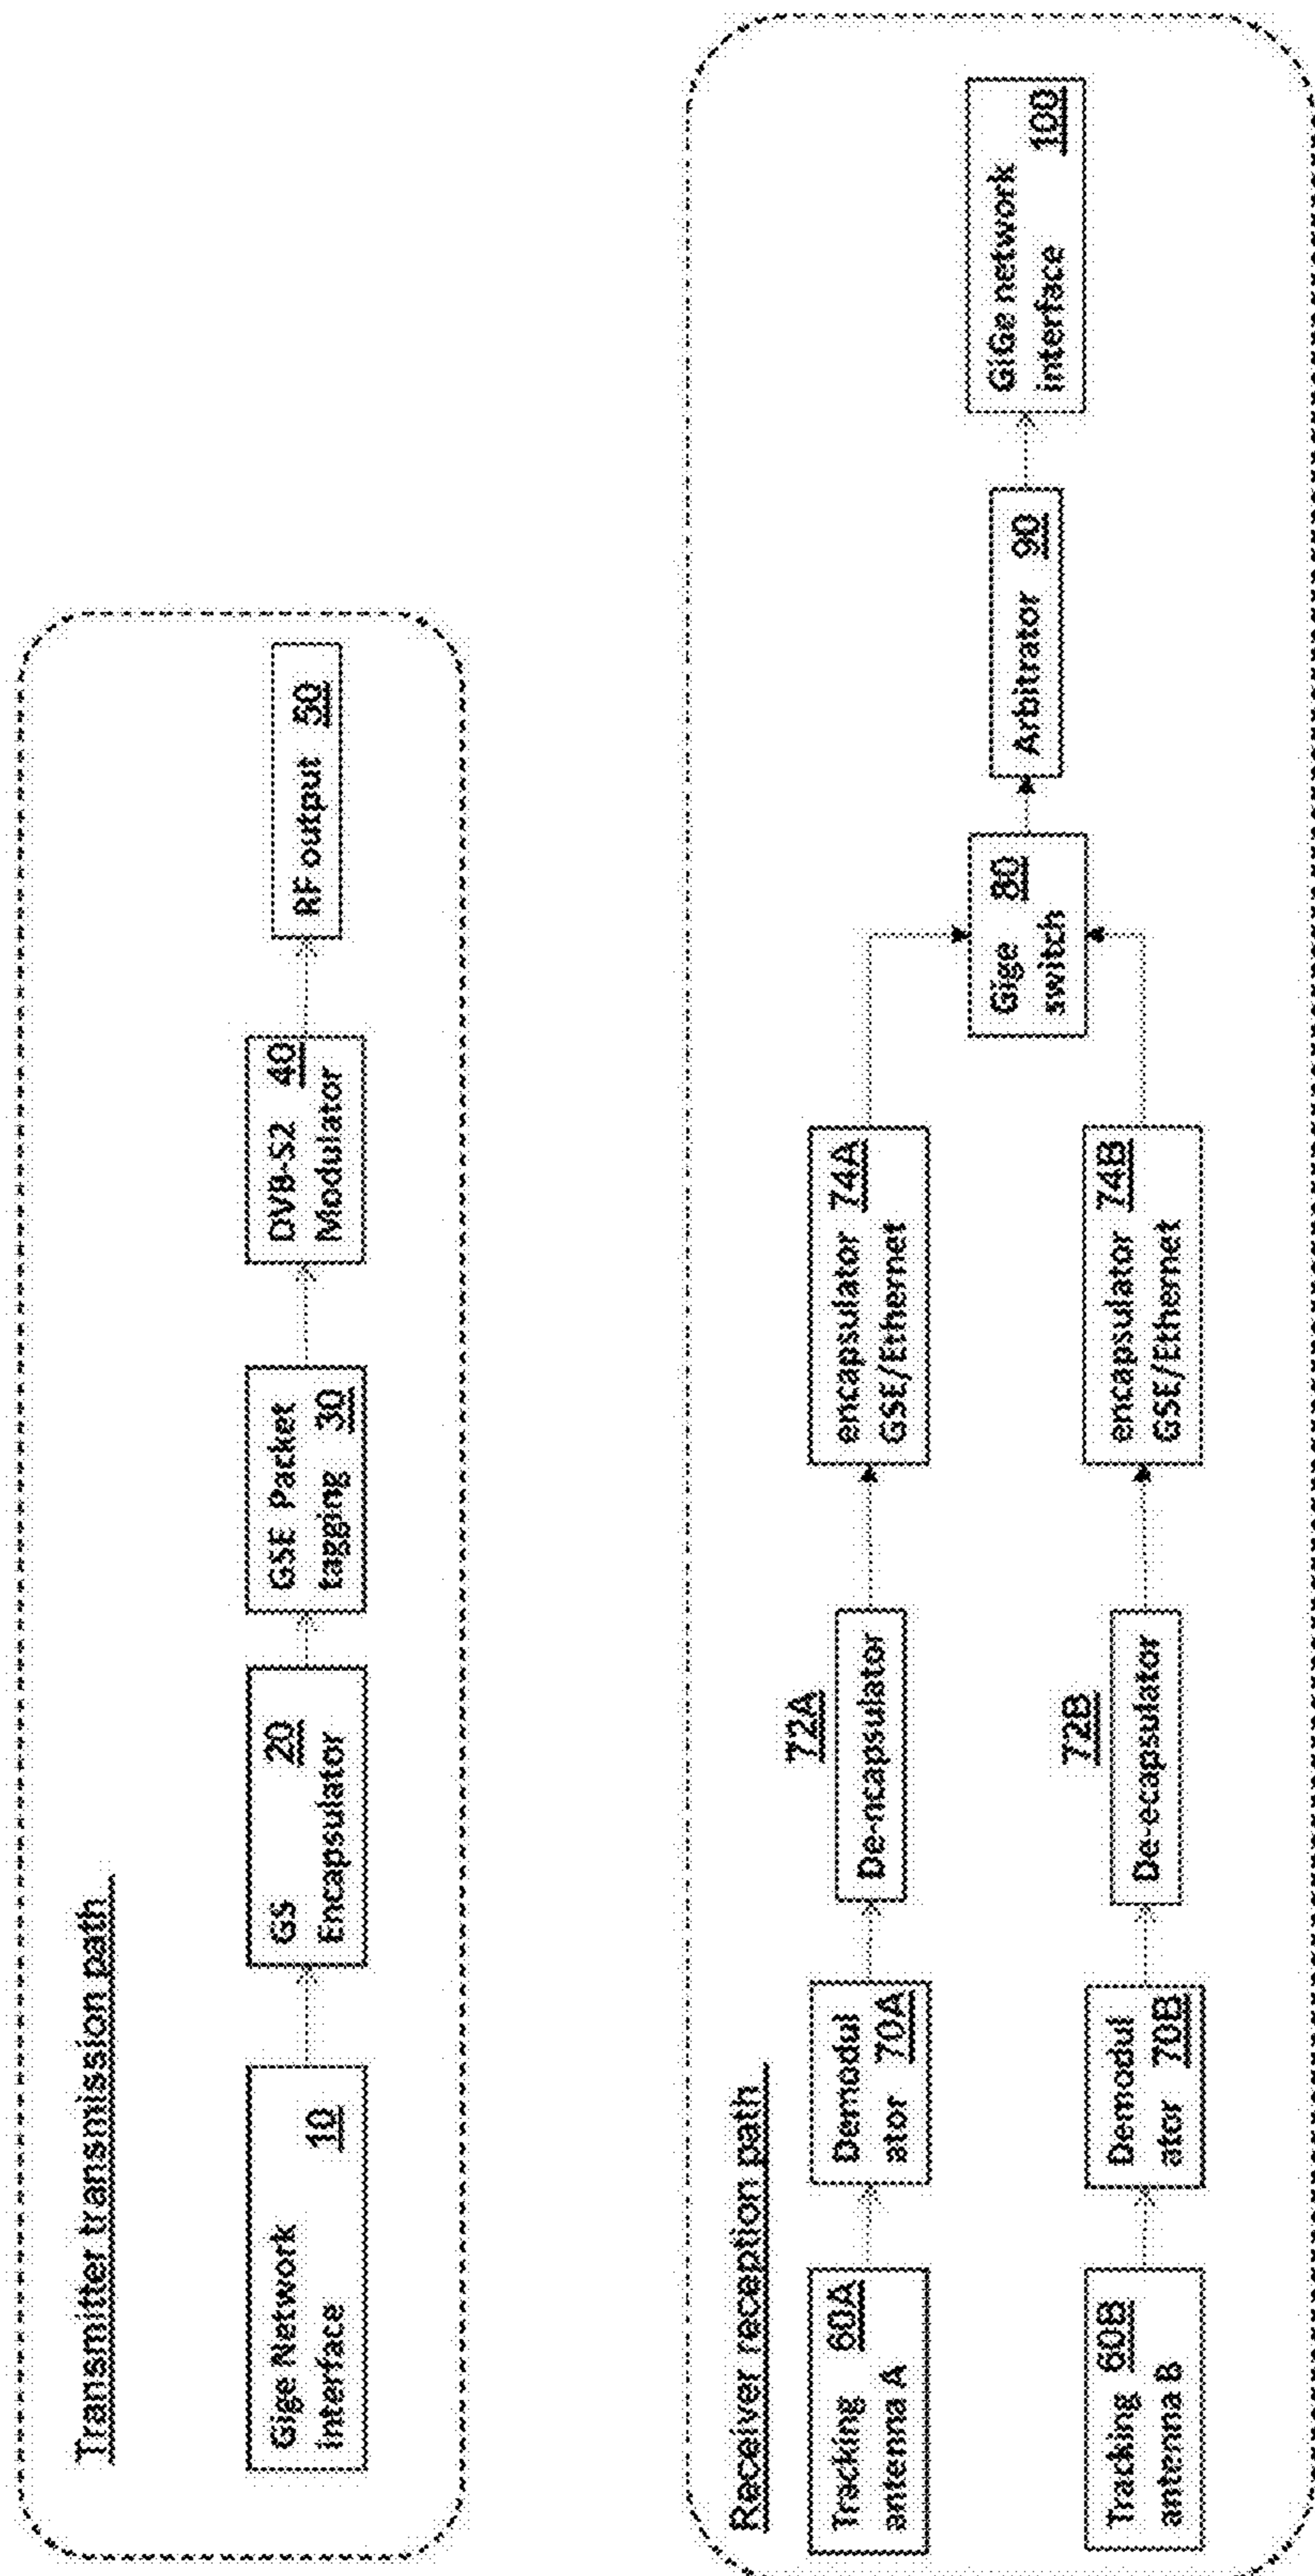 Transmitter transmission path
Gige Network
interface 10
GS 20
Encapsulator
GSE Packet
tagging 30
DVB-S2 40
Modulator
RF output 50
Receiver reception path
Tracking 60A
antenna A
Demodul
ator 70A
72A
De-ncapsulator
encapsulator 74A
GSE/Ethernet
Tracking 60B
antenna B
Demodul
ator 70B
72B
De-ecapsulator
encapsulator 74B
GSE/Ethernet
Gige 80
switch
Arbitrator 90
GiGe network
interface 100